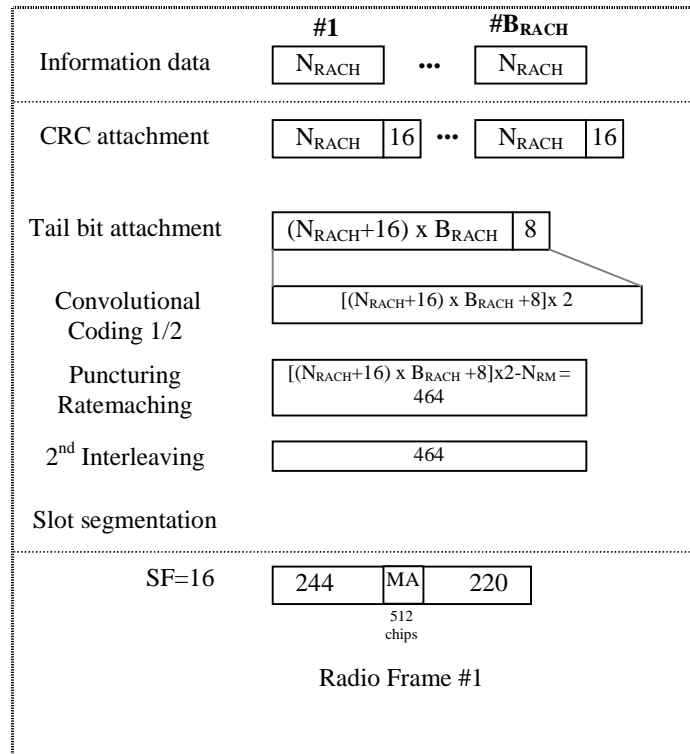 #1 #B_RACH
Information data N_RACH ... N_RACH
CRC attachment N_RACH 16 ... N_RACH 16
Tail bit attachment (N_RACH+16) x B_RACH 8
Convolutional
Coding 1/2
[(N_RACH+16) x B_RACH +8]x 2
Puncturing
Ratemaching
[(N_RACH+16) x B_RACH +8]x2-N_RM =
464
2nd Interleaving 464
Slot segmentation
SF=16 244 MA 220
512
chips
Radio Frame #1